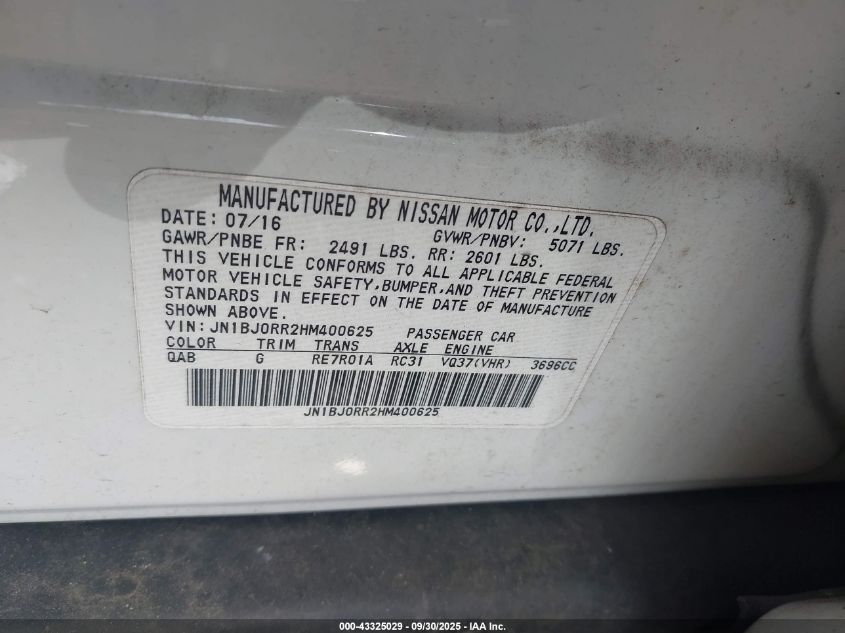 MANUFACTURED BY NISSAN MOTOR CO.,LTD.
DATE: 07/16 GVWR/PNBV: 5071 LBS.
GAWR/PNBE FR: 2491 LBS. RR: 2601 LBS.
THIS VEHICLE CONFORMS TO ALL APPLICABLE FEDERAL
MOTOR VEHICLE SAFETY,BUMPER,AND THEFT PREVENTION
STANDARDS IN EFFECT ON THE DATE OF MANUFACTURE
SHOWN ABOVE.
VIN: JN1BJ0RR2HM400625 PASSENGER CAR
COLOR TRIM TRANS AXLE ENGINE
QAB G RE7R01A RC31 VQ37(VHR) 3696CC
JN1BJ0RR2HM400625
000-43325029 - 09/30/2025 - IAA Inc.